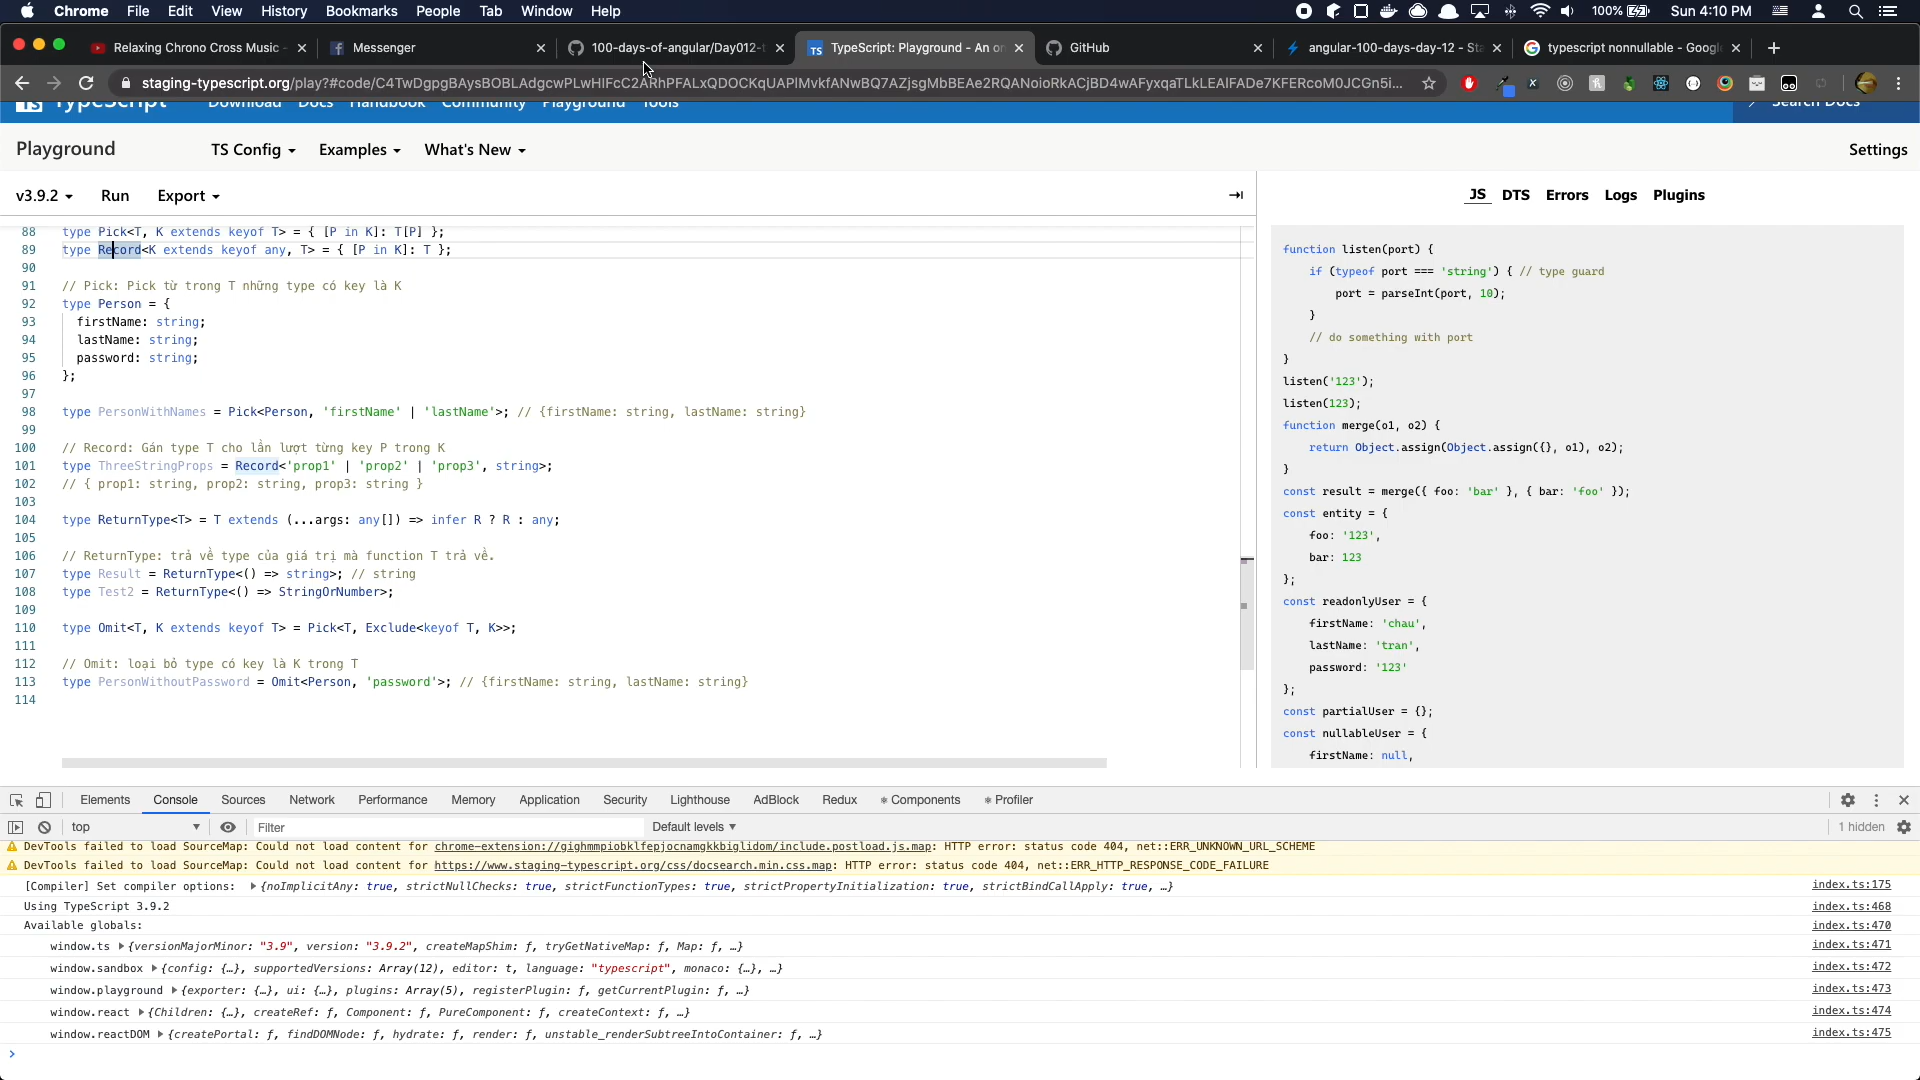 Chrome File Edit View History Bookmarks People Tab Window Help 100% Sun 4:10 PM
Relaxing Chrono Cross Music - Messenger 100-days-of-angular/Day012- TypeScript: Playground - An on GitHub angular-100-days-day-12 - Sta typescript nonnullable - Google
staging-typescript.org/play?#code/C4TwDgpgBAysBOBLAdgcwPLwHIFcC2ARhPFALxQDOCKqUAPIMvkfANwBQ7AZjsgMbBEAe2RQANoioRkACjBD4wAFyxqaTLkLEAIFADe7KFERcoM0JCGn5i...
TypeScript Download Docs Handbook Community Playground Tools Search Docs
Playground TS Config Examples What's New Settings
v3.9.2 Run Export JS DTS Errors Logs Plugins
88 type Pick<T, K extends keyof T> = { [P in K]: T[P] };
89 type Record<K extends keyof any, T> = { [P in K]: T };
90
91 // Pick: Pick từ trong T những type có key là K
92 type Person = {
93 firstName: string;
94 lastName: string;
95 password: string;
96 };
97
98 type PersonWithNames = Pick<Person, 'firstName' | 'lastName'>; // {firstName: string, lastName: string}
99
100 // Record: Gán type T cho lần lượt từng key P trong K
101 type ThreeStringProps = Record<'prop1' | 'prop2' | 'prop3', string>;
102 // { prop1: string, prop2: string, prop3: string }
103
104 type ReturnType<T> = T extends (...args: any[]) => infer R ? R : any;
105
106 // ReturnType: trả về type của giá trị mà function T trả về.
107 type Result = ReturnType<() => string>; // string
108 type Test2 = ReturnType<() => StringOrNumber>;
109
110 type Omit<T, K extends keyof T> = Pick<T, Exclude<keyof T, K>>;
111
112 // Omit: loại bỏ type có key là K trong T
113 type PersonWithoutPassword = Omit<Person, 'password'>; // {firstName: string, lastName: string}
114
function listen(port) {
if (typeof port === 'string') { // type guard
port = parseInt(port, 10);
}
// do something with port
}
listen('123');
listen(123);
function merge(o1, o2) {
return Object.assign(Object.assign({}, o1), o2);
}
const result = merge({ foo: 'bar' }, { bar: 'foo' });
const entity = {
foo: '123',
bar: 123
};
const readonlyUser = {
firstName: 'chau',
lastName: 'tran',
password: '123'
};
const partialUser = {};
const nullableUser = {
firstName: null,
Elements Console Sources Network Performance Memory Application Security Lighthouse AdBlock Redux Components Profiler
top Filter Default levels 1 hidden
DevTools failed to load SourceMap: Could not load content for chrome-extension://gighmmpiobklfepjocnamgkkbiglidom/include.postload.js.map: HTTP error: status code 404, net::ERR_UNKNOWN_URL_SCHEME
DevTools failed to load SourceMap: Could not load content for https://www.staging-typescript.org/css/docsearch.min.css.map: HTTP error: status code 404, net::ERR_HTTP_RESPONSE_CODE_FAILURE
[Compiler] Set compiler options: {noImplicitAny: true, strictNullChecks: true, strictFunctionTypes: true, strictPropertyInitialization: true, strictBindCallApply: true, …} index.ts:175
Using TypeScript 3.9.2 index.ts:468
Available globals: index.ts:470
window.ts {versionMajorMinor: "3.9", version: "3.9.2", createMapShim: f, tryGetNativeMap: f, Map: f, …} index.ts:471
window.sandbox {config: {…}, supportedVersions: Array(12), editor: t, language: "typescript", monaco: {…}, …} index.ts:472
window.playground {exporter: {…}, ui: {…}, plugins: Array(5), registerPlugin: f, getCurrentPlugin: f, …} index.ts:473
window.react {Children: {…}, createRef: f, Component: f, PureComponent: f, createContext: f, …} index.ts:474
window.reactDOM {createPortal: f, findDOMNode: f, hydrate: f, render: f, unstable_renderSubtreeIntoContainer: f, …} index.ts:475